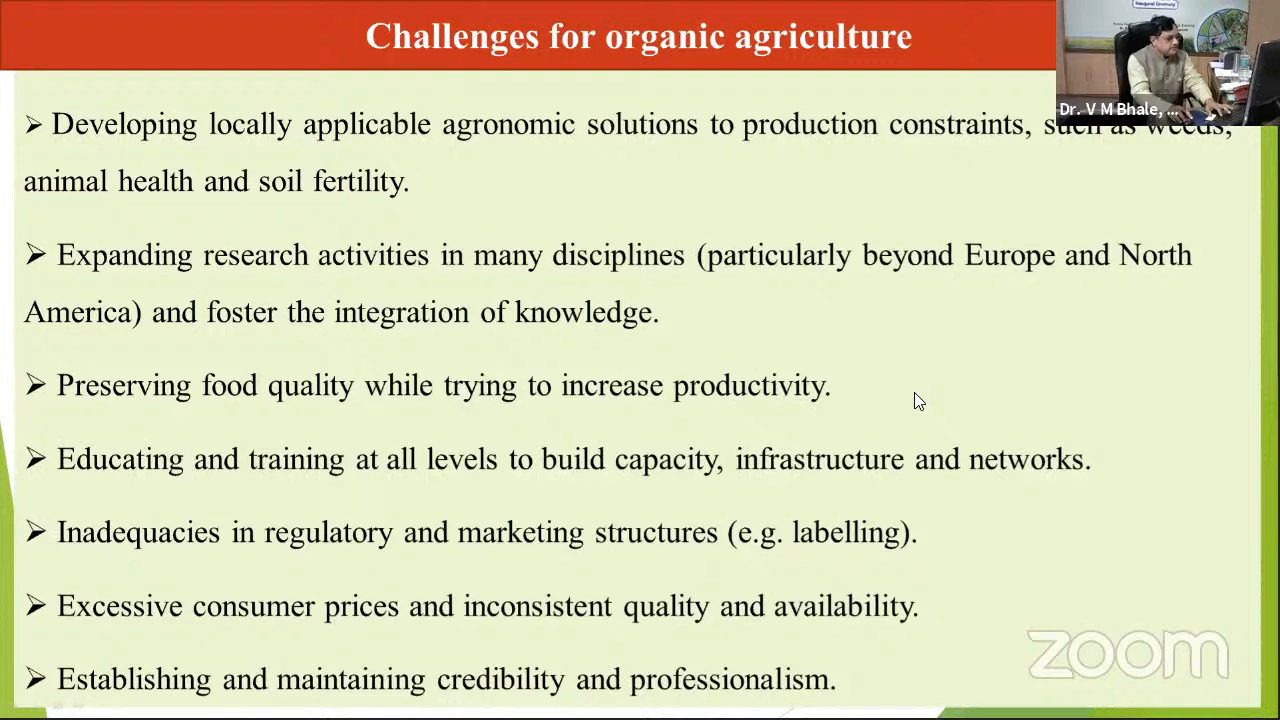 Challenges for organic agriculture
Inaugural Ceremony
Dr. V M Bhale, ...
➢ Developing locally applicable agronomic solutions to production constraints, such as weeds,
animal health and soil fertility.
➢ Expanding research activities in many disciplines (particularly beyond Europe and North
America) and foster the integration of knowledge.
➢ Preserving food quality while trying to increase productivity.
➢ Educating and training at all levels to build capacity, infrastructure and networks.
➢ Inadequacies in regulatory and marketing structures (e.g. labelling).
➢ Excessive consumer prices and inconsistent quality and availability.
➢ Establishing and maintaining credibility and professionalism.
zoom